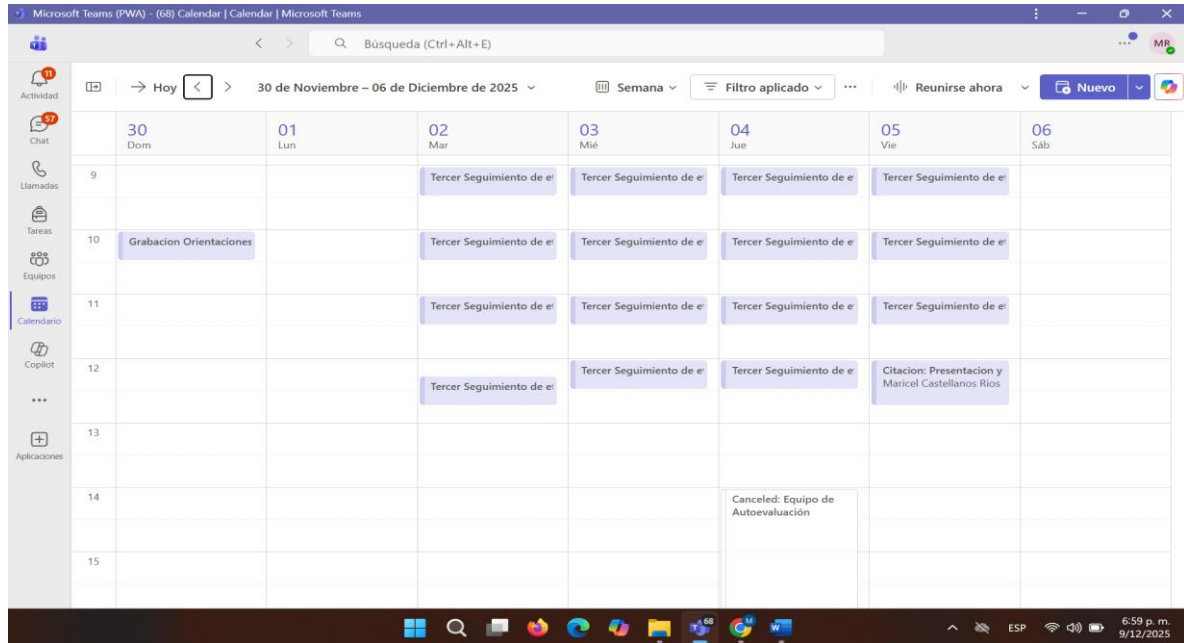 Microsoft Teams (PWA) - (68) Calendar | Calendar | Microsoft Teams
Búsqueda (Ctrl+Alt+E)
MR
11
Actividad
57
Chat
Llamadas
Tareas
Equipos
Calendario
Copilot
Aplicaciones
Hoy
30 de Noviembre – 06 de Diciembre de 2025
Semana
Filtro aplicado
Reunirse ahora
Nuevo
30 01 02 03 04 05 06
Dom Lun Mar Mié Jue Vie Sáb
9 Tercer Seguimiento de Tercer Seguimiento de Tercer Seguimiento de Tercer Seguimiento de
10 Grabacion Orientaciones Tercer Seguimiento de Tercer Seguimiento de Tercer Seguimiento de Tercer Seguimiento de
11 Tercer Seguimiento de Tercer Seguimiento de Tercer Seguimiento de Tercer Seguimiento de
12 Tercer Seguimiento de Tercer Seguimiento de Citacion: Presentacion y
Maricel Castellanos Rios
Tercer Seguimiento de
13
14 Canceled: Equipo de
Autoevaluación
15
68
ESP
6:59 p. m.
9/12/2025